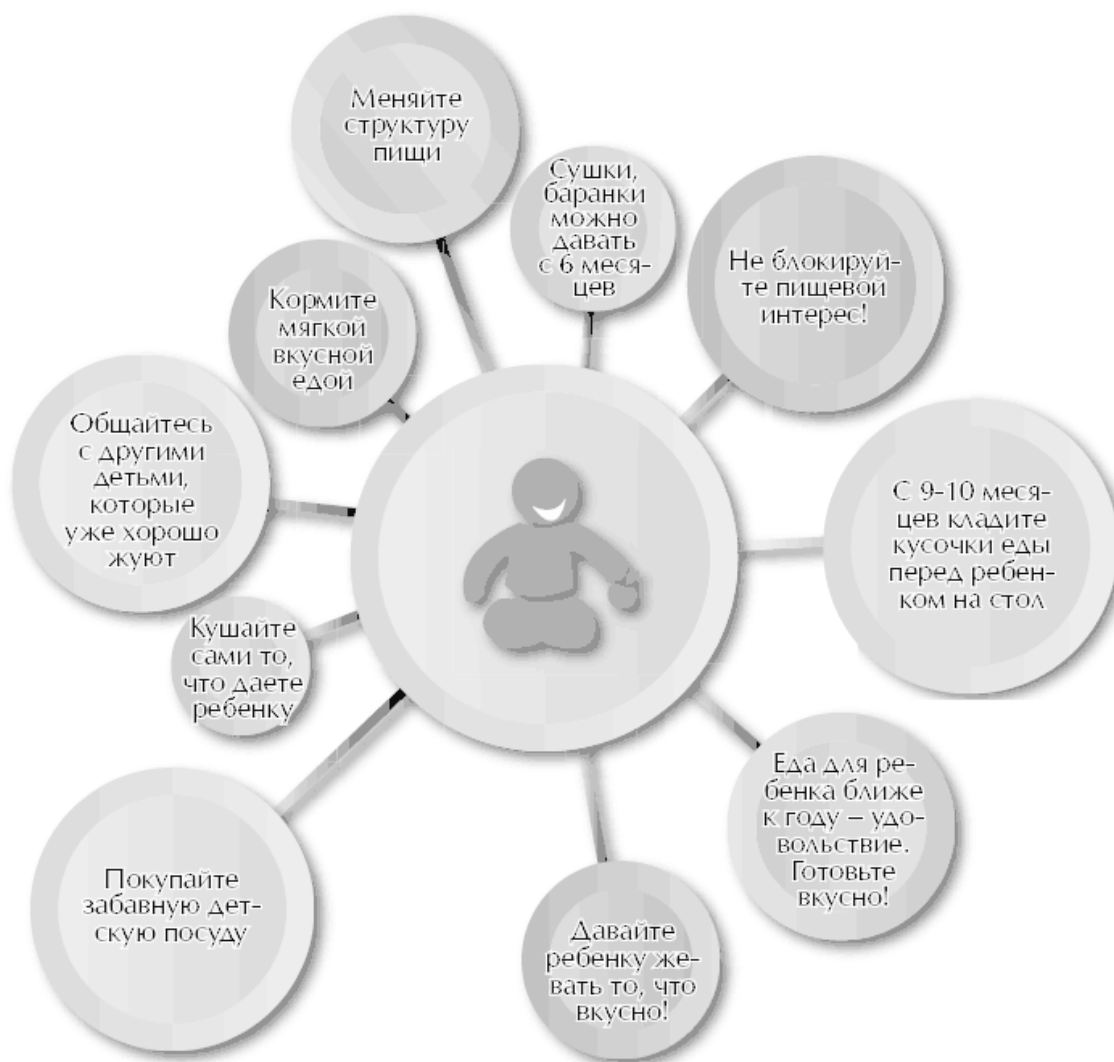 Меняйте
структуру
пищи
Сушки,
баранки
можно
давать
с 6 меся-
цев
Не блокируй-
те пищевой
интерес!
Кормите
мягкой
вкусной
едой
Общайтесь
с другими
детьми,
которые
уже хорошо
жуют
С 9-10 меся-
цев кладите
кусочки еды
перед ребен-
ком на стол
Кушайте
сами то,
что даете
ребенку
Еда для ре-
бенка ближе
к году – удо-
вольствие.
Готовьте
вкусно!
Покупайте
забавную дет-
скую посуду
Давайте
ребенку же-
вать то, что
вкусно!